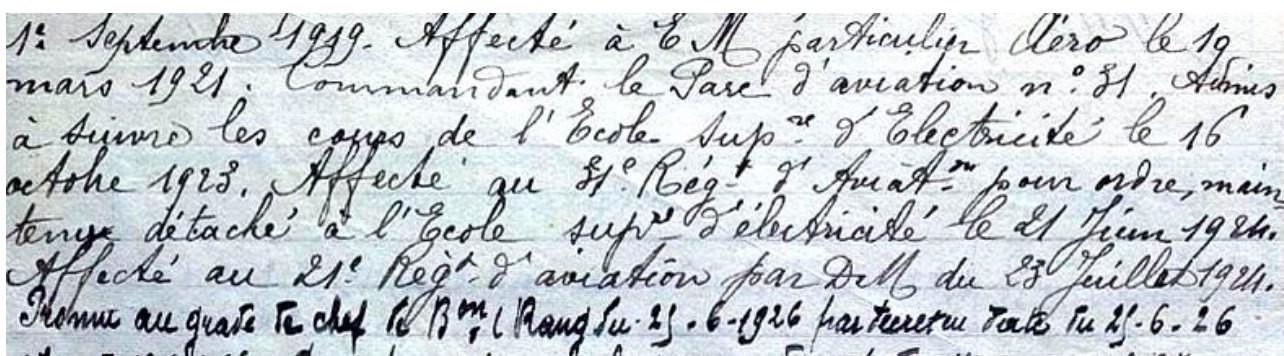 1er Septembre 1919. Affecté à E M particulier Aéro le 19
mars 1921. Commandant le Parc d'aviation n° 31. Admis
à suivre les cours de l'Ecole supre d'Electricité le 16
octobre 1923. Affecté au 31e Régt d'Aviaton pour ordre, main
tenu détaché à l'Ecole supre d'électricité le 21 Juin 1924.
Affecté au 21e Régt d'aviation par D M du 23 Juillet 1924.
Promu au grade de chef de Bon (Rang du 25.6.1926 par decret en date du 25.6.26